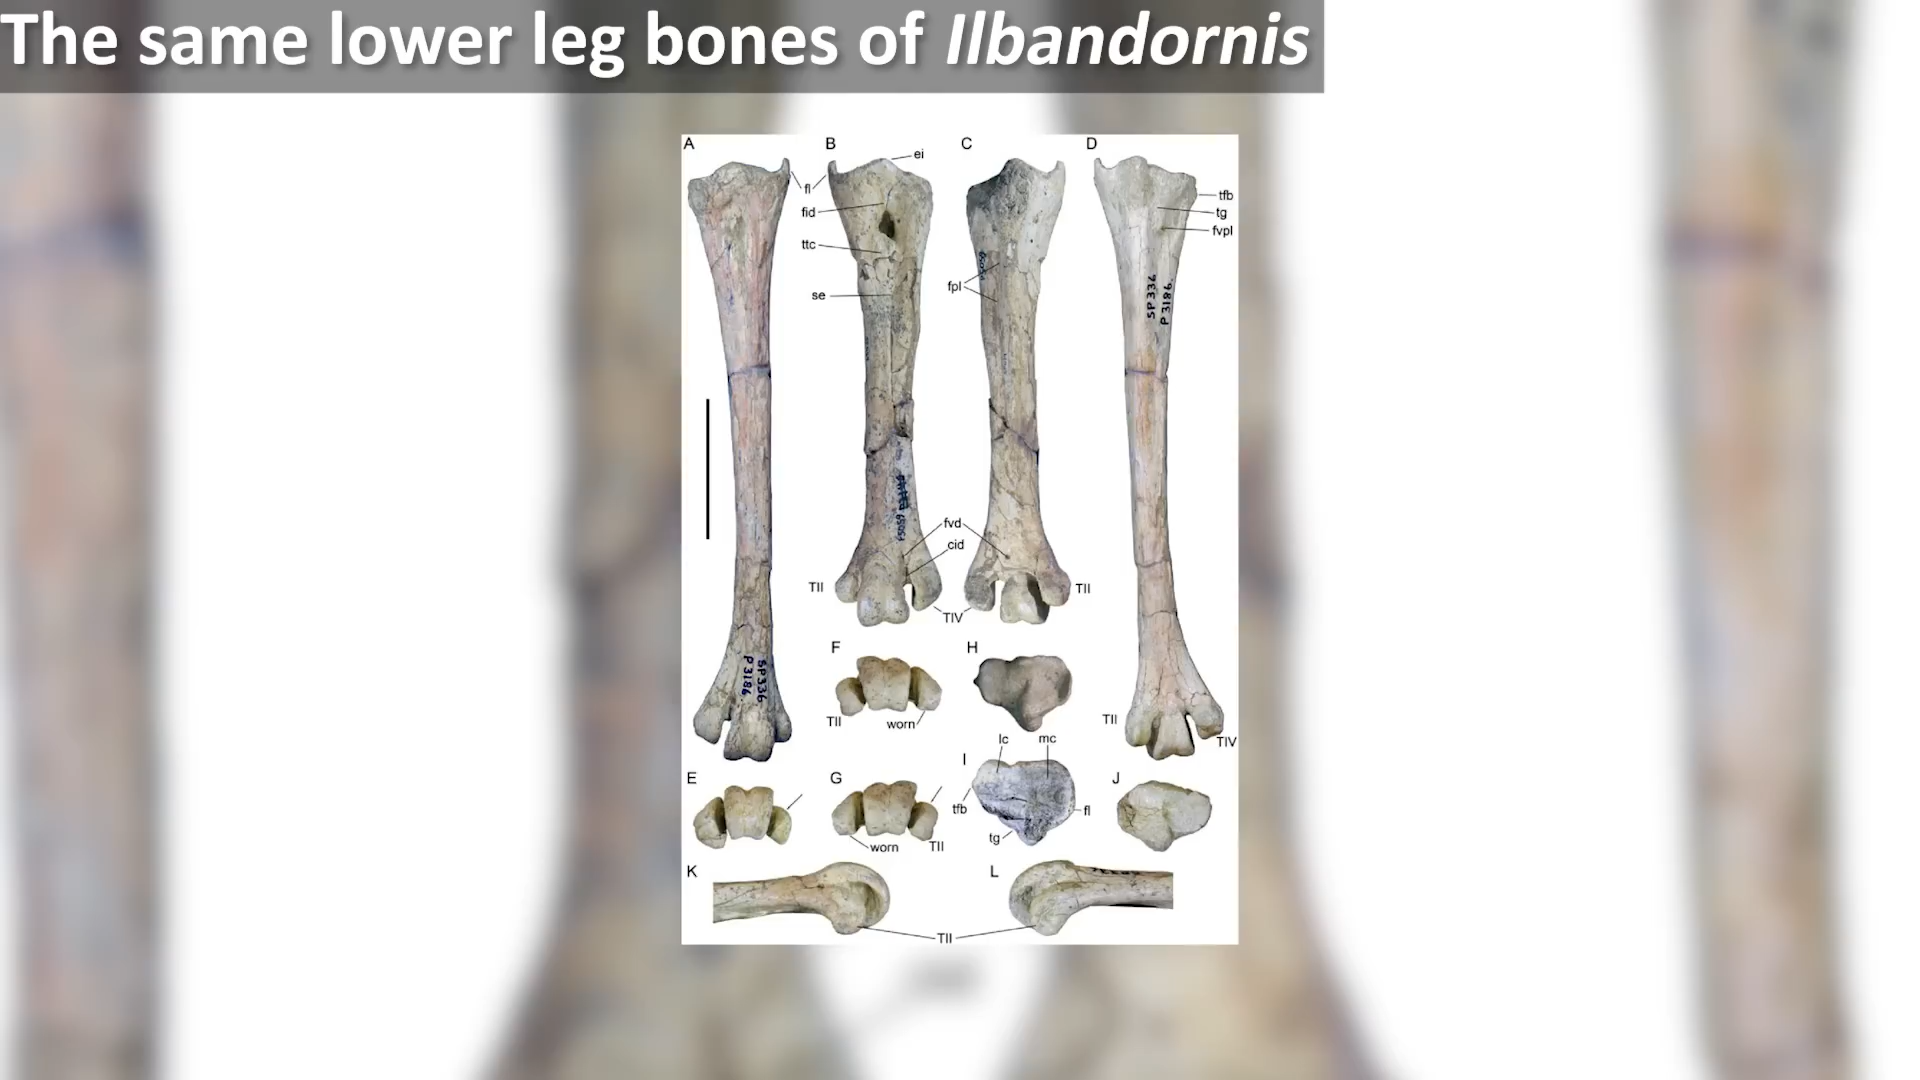 The same lower leg bones of Ilbandornis
A B C D
ei
fl
fid
ttc
se
tfb
tg
fvpl
fpl
SP336
P3186.
fvd
cid
TII
TII
TIV
F H
SP336
P3186.
TII
worn
TII
TIV
lc mc
I
E G J
tfb
fl
tg
worn
TII
K L
TII